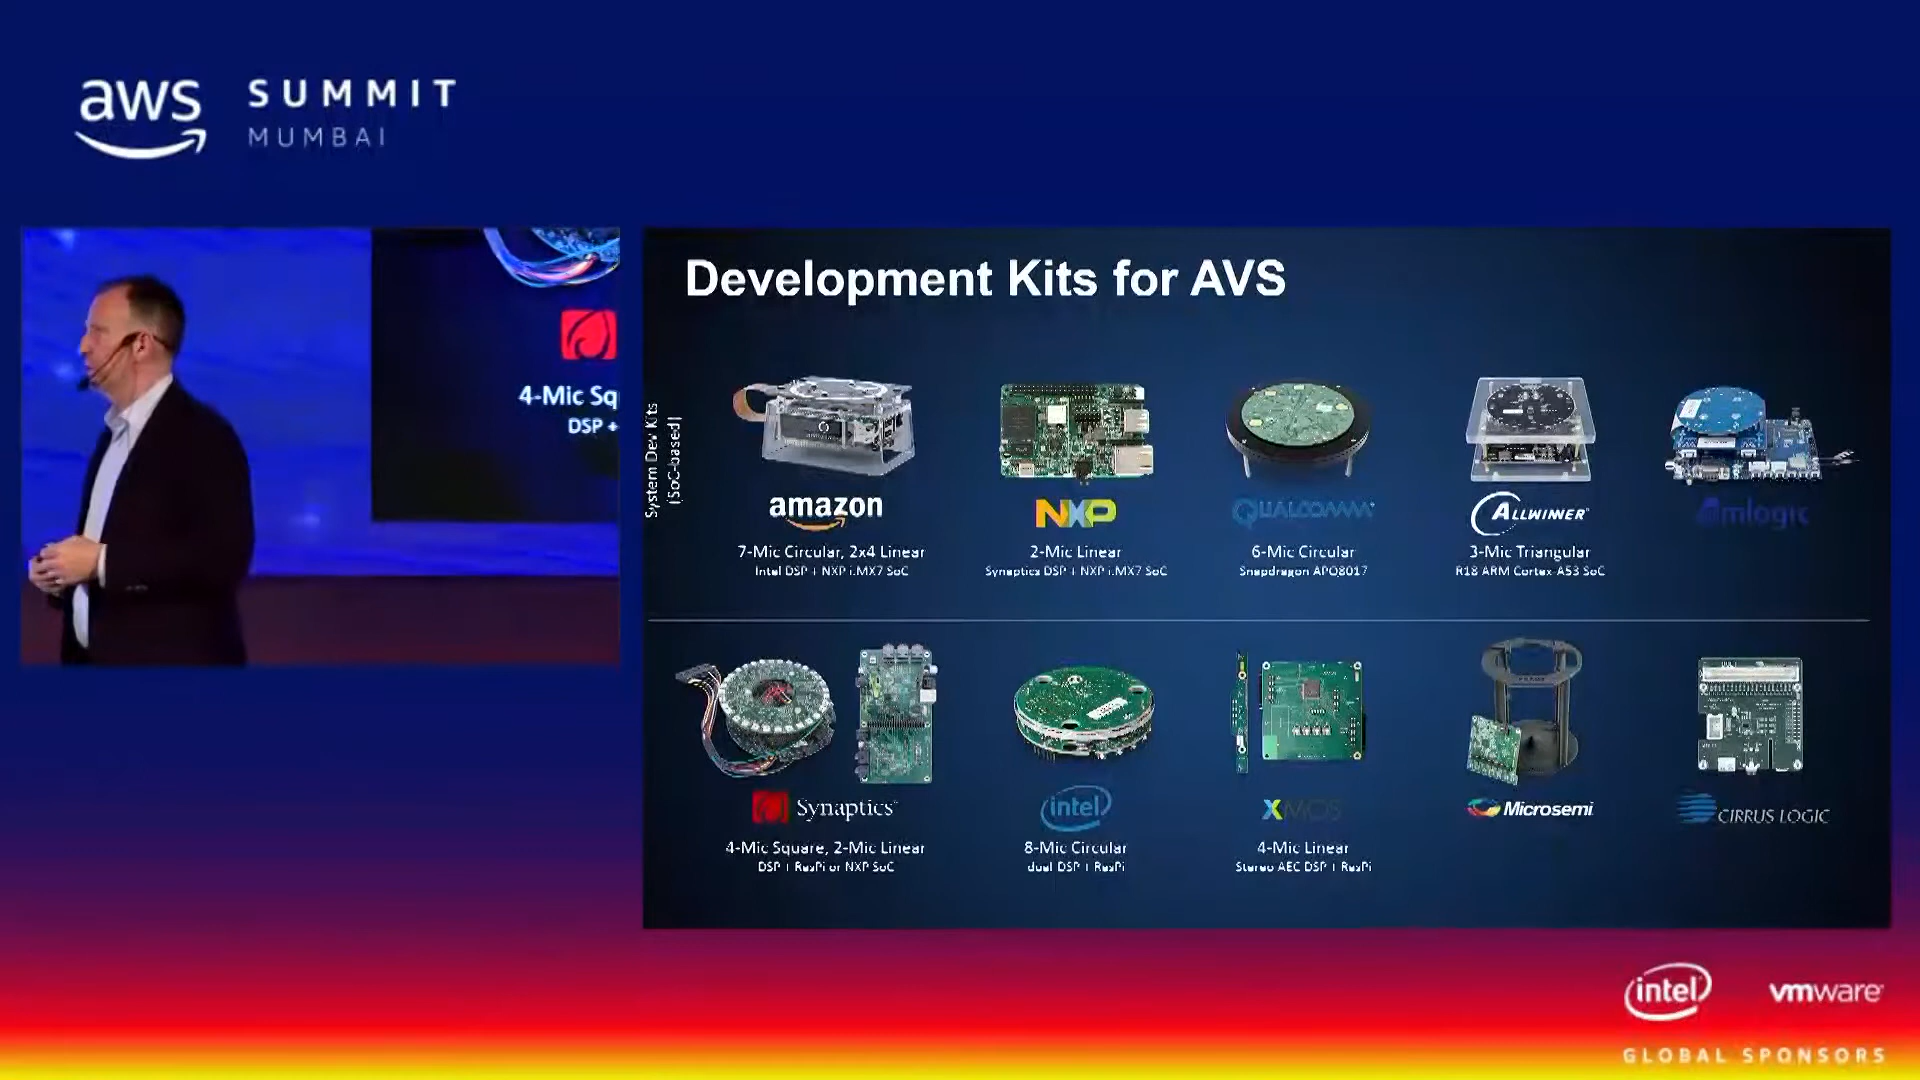 aws
SUMMIT
MUMBAI
4-Mic Sq
DSP +
Development Kits for AVS
System Dev Kits
(SoC-based)
amazon
7-Mic Circular, 2x4 Linear
Intel DSP + NXP i.MX7 SoC
NXP
2-Mic Linear
Synaptics DSP + NXP i.MX7 SoC
QUALCOMM
6-Mic Circular
Snapdragon APQ8017
ALLWINNER
3-Mic Triangular
R18 ARM Cortex-A53 SoC
Amlogic
Synaptics
4-Mic Square, 2-Mic Linear
DSP + RasPi or NXP SoC
intel
8-Mic Circular
dual DSP + RasPi
XMOS
4-Mic Linear
Stereo AEC DSP + RasPi
Microsemi
CIRRUS LOGIC
intel
vmware
GLOBAL SPONSORS